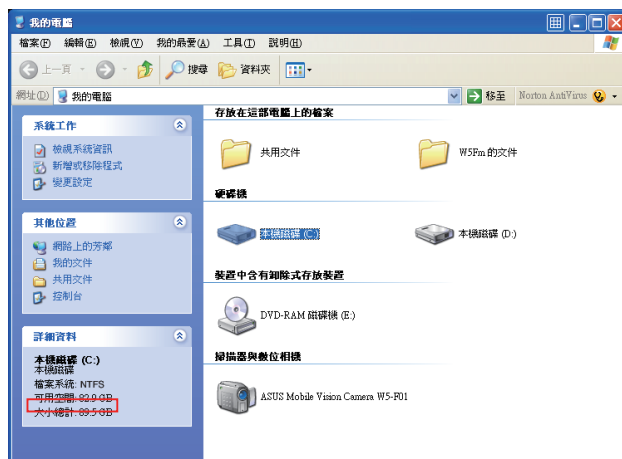 我的電腦
檔案(F) 編輯(E) 檢視(V) 我的最愛(A) 工具(T) 說明(H)
上一頁 搜尋 資料夾
網址(D) 我的電腦 移至 Norton AntiVirus
系統工作
檢視系統資訊
新增或移除程式
變更設定
其他位置
網路上的芳鄰
我的文件
共用文件
控制台
詳細資料
本機磁碟 (C:)
本機磁碟
檔案系統: NTFS
可用空間: 82.9 GB
大小總計: 89.5 GB
存放在這部電腦上的檔案
共用文件 W5Fm 的文件
硬碟機
本機磁碟 (C:) 本機磁碟 (D:)
裝置中含有卸除式存放裝置
DVD-RAM 磁碟機 (E:)
掃描器與數位相機
ASUS Mobile Vision Camera W5-F01